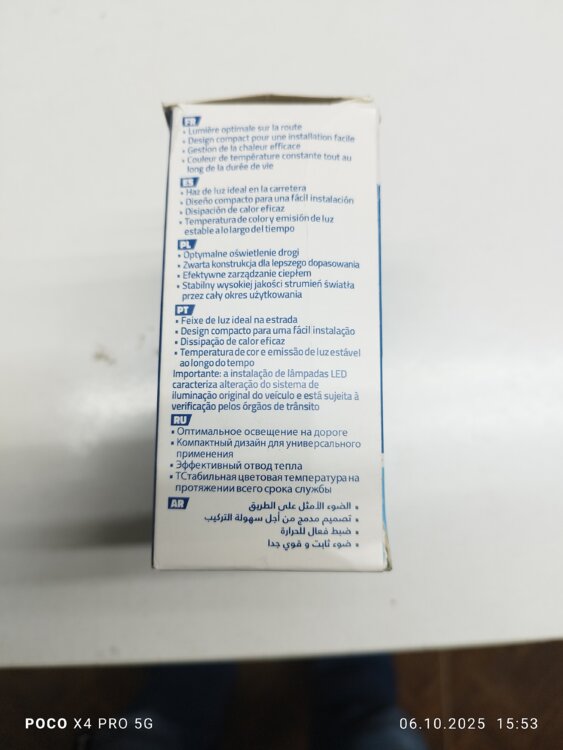 FR
• Lumière optimale sur la route
• Design compact pour une installation facile
• Gestion de la chaleur efficace
• Couleur de température constante tout au
long de la durée de vie
ES
• Haz de luz ideal en la carretera
• Diseño compacto para una fácil instalación
• Disipación de calor eficaz
• Temperatura de color y emisión de luz
estable a lo largo del tiempo
PL
• Optymalne oświetlenie drogi
• Zwarta konstrukcja dla lepszego dopasowania
• Efektywne zarządzanie ciepłem
• Stabilny wysokiej jakości strumień światła
przez cały okres użytkowania
PT
• Feixe de luz ideal na estrada
• Design compacto para uma fácil instalação
• Dissipação de calor eficaz
• Temperatura de cor e emissão de luz estável
ao longo do tempo
Importante: a instalação de lâmpadas LED
caracteriza alteração do sistema de
iluminação original do veículo e está sujeita à
verificação pelos órgãos de trânsito
RU
• Оптимальное освещение на дороге
• Компактный дизайн для универсального
применения
• Эффективный отвод тепла
• ТСтабильная цветовая температура на
протяжении всего срока службы
AR
• الضوء الأمثل على الطريق
• تصميم مدمج من أجل سهولة التركيب
• ضبط فعال للحرارة
• ضوء ثابت و قوي جدا
POCO X4 PRO 5G
06.10.2025 15:53